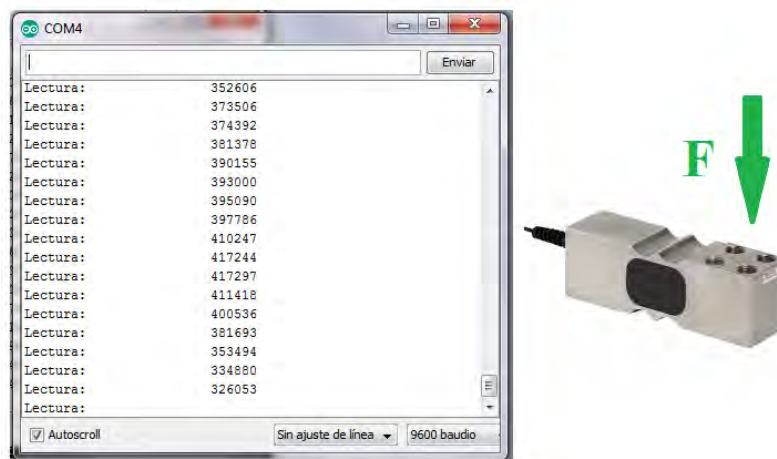 COM4
Enviar
Lectura: 352606
Lectura: 373506
Lectura: 374392
Lectura: 381378
Lectura: 390155
Lectura: 393000
Lectura: 395090
Lectura: 397786
Lectura: 410247
Lectura: 417244
Lectura: 417297
Lectura: 411418
Lectura: 400536
Lectura: 381693
Lectura: 353494
Lectura: 334880
Lectura: 326053
Lectura:
Autoscroll
Sin ajuste de línea
9600 baudio
F